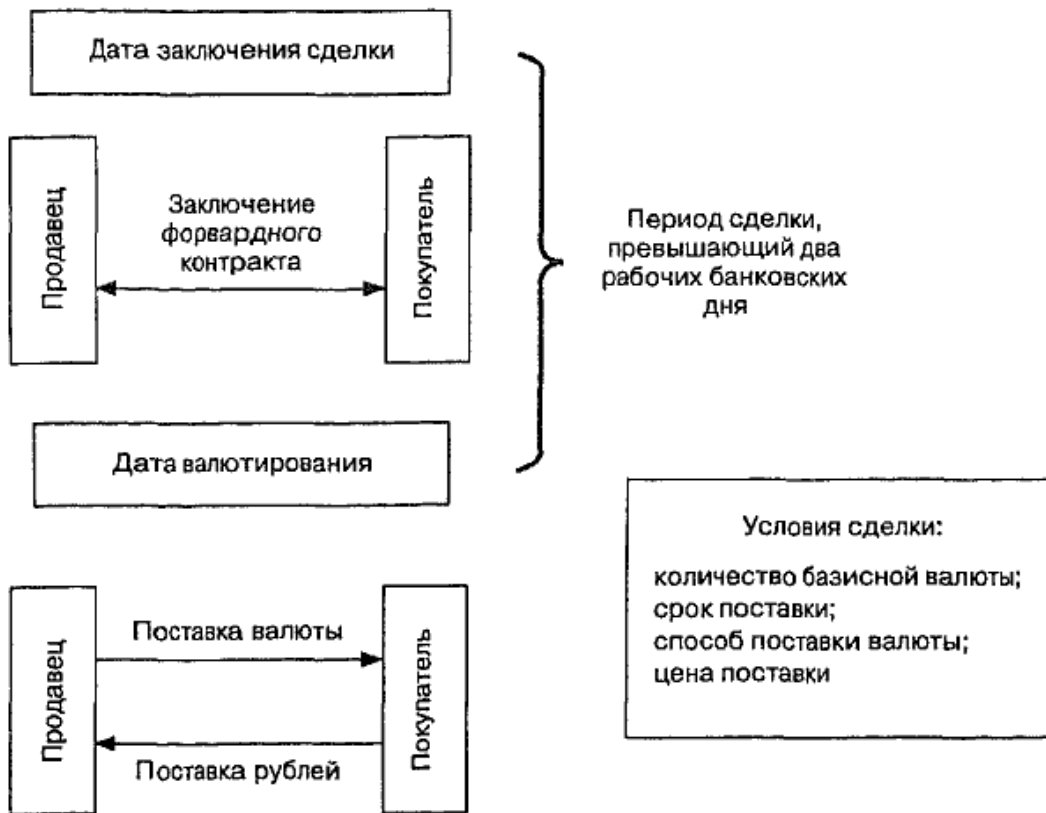 Дата заключения сделки
Продавец
Заключение
форвардного
контракта
Покупатель
Период сделки,
превышающий два
рабочих банковских
дня
Дата валютирования
Условия сделки:
количество базисной валюты;
срок поставки;
способ поставки валюты;
цена поставки
Продавец
Поставка валюты
Поставка рублей
Покупатель